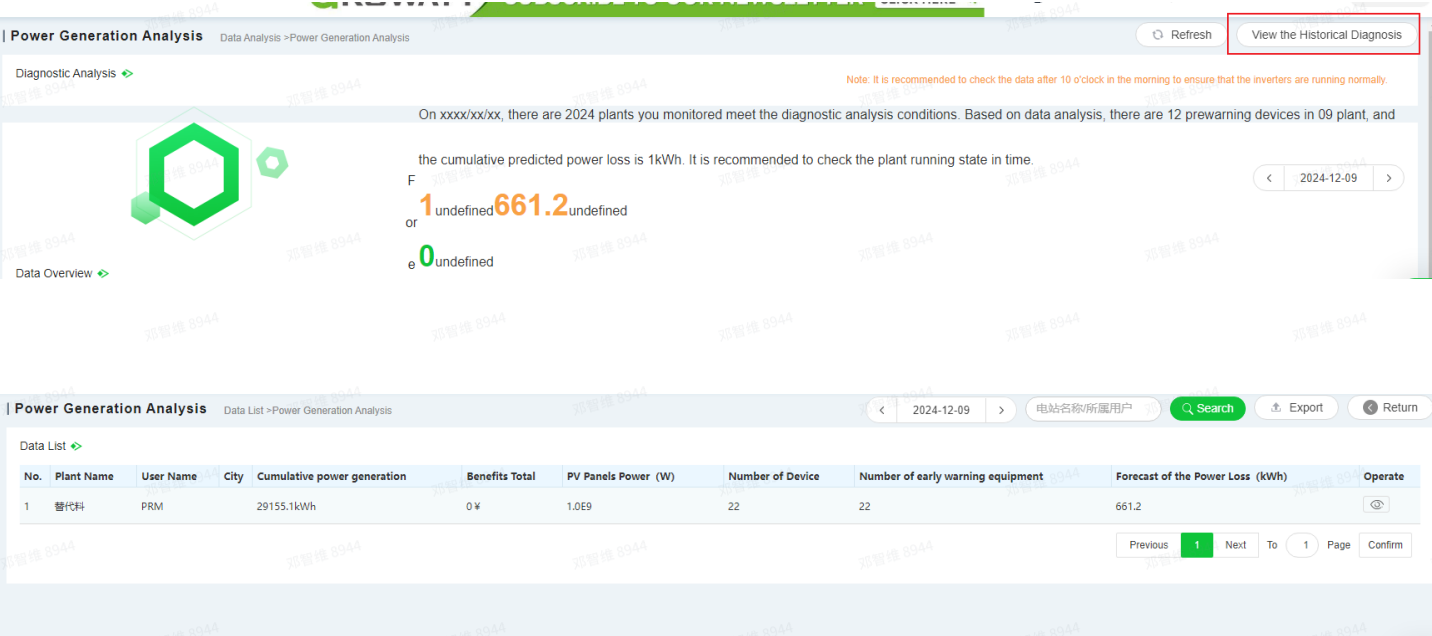 | Power Generation Analysis Data Analysis >Power Generation Analysis Refresh View the Historical Diagnosis
Diagnostic Analysis
Note: It is recommended to check the data after 10 o'clock in the morning to ensure that the inverters are running normally.
On xxxx/xx/xx, there are 2024 plants you monitored meet the diagnostic analysis conditions. Based on data analysis, there are 12 prewarning devices in 09 plant, and
the cumulative predicted power loss is 1kWh. It is recommended to check the plant running state in time.
< 2024-12-09 >
F
1undefined661.2undefined
or
0undefined
e
Data Overview
| Power Generation Analysis Data List >Power Generation Analysis < 2024-12-09 > 电站名称/所属用户 Search Export Return
Data List
No. Plant Name User Name City Cumulative power generation Benefits Total PV Panels Power (W) Number of Device Number of early warning equipment Forecast of the Power Loss (kWh) Operate
1 替代料 PRM 29155.1kWh 0¥ 1.0E9 22 22 661.2
Previous 1 Next To 1 Page Confirm
邓智维 8944